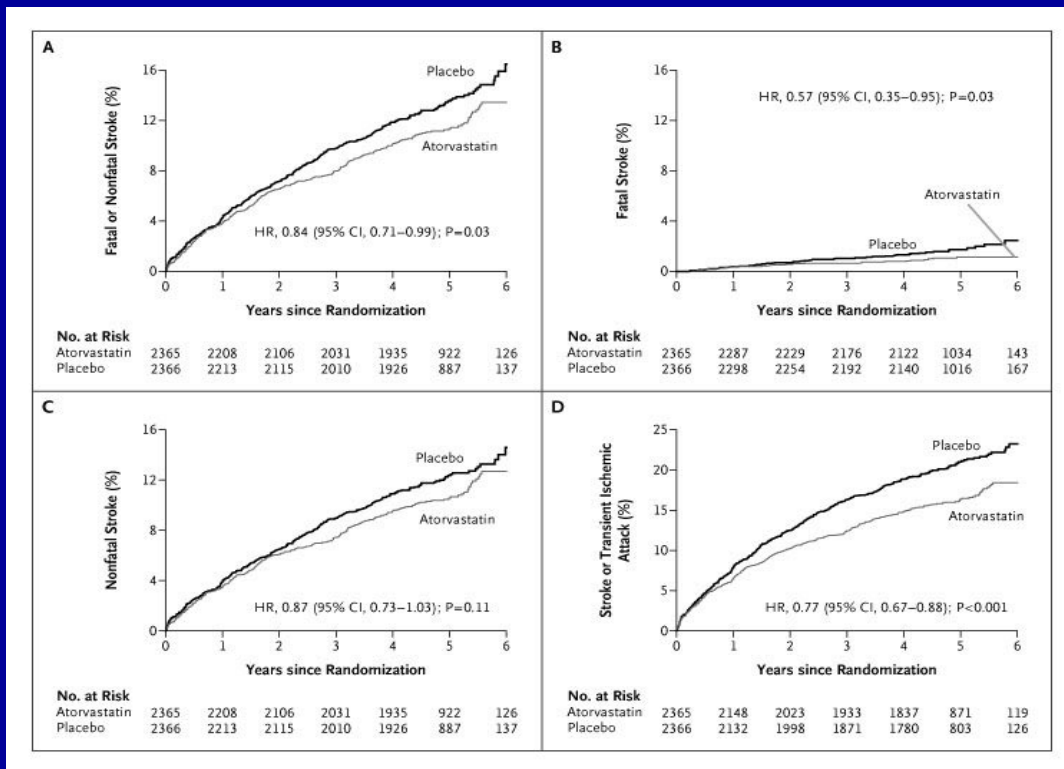 A
Fatal or Nonfatal Stroke (%)
16
12
8
4
0
Placebo
Atorvastatin
HR, 0.84 (95% CI, 0.71–0.99); P=0.03
0 1 2 3 4 5 6
Years since Randomization
No. at Risk
Atorvastatin 2365 2208 2106 2031 1935 922 126
Placebo 2366 2213 2115 2010 1926 887 137
B
Fatal Stroke (%)
16
12
8
4
0
HR, 0.57 (95% CI, 0.35–0.95); P=0.03
Atorvastatin
Placebo
0 1 2 3 4 5 6
Years since Randomization
No. at Risk
Atorvastatin 2365 2287 2229 2176 2122 1034 143
Placebo 2366 2298 2254 2192 2140 1016 167
C
Nonfatal Stroke (%)
16
12
8
4
0
Placebo
Atorvastatin
HR, 0.87 (95% CI, 0.73–1.03); P=0.11
0 1 2 3 4 5 6
Years since Randomization
No. at Risk
Atorvastatin 2365 2208 2106 2031 1935 922 126
Placebo 2366 2213 2115 2010 1926 887 137
D
Stroke or Transient Ischemic
Attack (%)
25
20
15
10
5
0
Placebo
Atorvastatin
HR, 0.77 (95% CI, 0.67–0.88); P<0.001
0 1 2 3 4 5 6
Years since Randomization
No. at Risk
Atorvastatin 2365 2148 2023 1933 1837 871 119
Placebo 2366 2132 1998 1871 1780 803 126